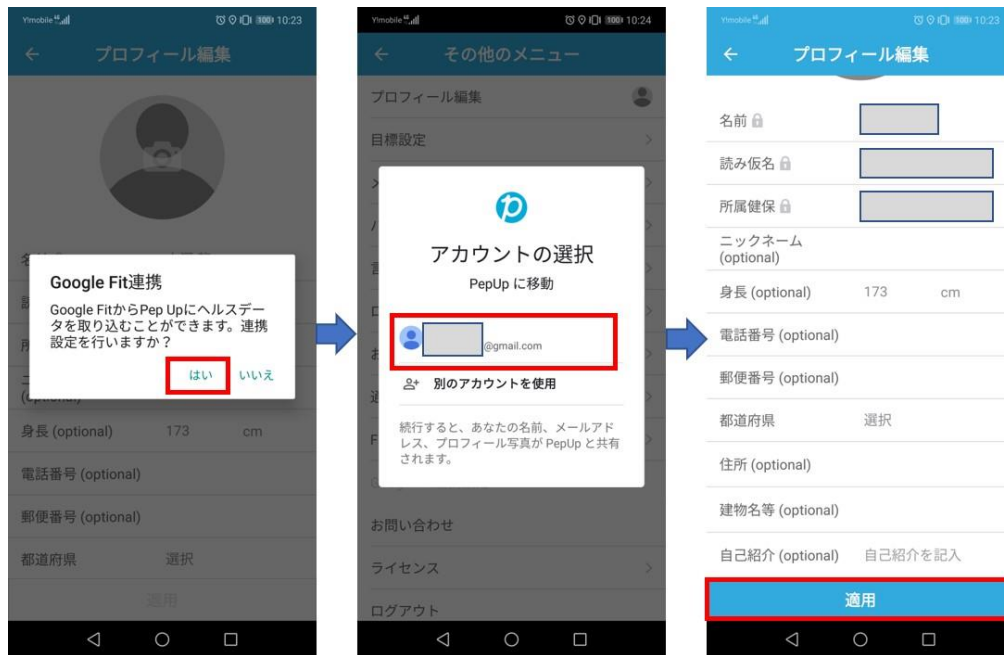 Y!mobile 4G 100 10:23
プロフィール編集
Google Fit連携
Google FitからPep Upにヘルスデー
タを取り込むことができます。連携
設定を行いますか？
はい いいえ
(optional)
身長 (optional) 173 cm
電話番号 (optional)
郵便番号 (optional)
都道府県 選択
適用
Y!mobile 4G 100 10:24
その他のメニュー
プロフィール編集
目標設定
アカウントの選択
PepUp に移動
@gmail.com
別のアカウントを使用
続行すると、あなたの名前、メールアド
レス、プロフィール写真が PepUp と共有
されます。
お問い合わせ
ライセンス
ログアウト
Y!mobile 4G 100 10:23
プロフィール編集
名前
読み仮名
所属健保
ニックネーム
(optional)
身長 (optional) 173 cm
電話番号 (optional)
郵便番号 (optional)
都道府県 選択
住所 (optional)
建物名等 (optional)
自己紹介 (optional) 自己紹介を記入
適用